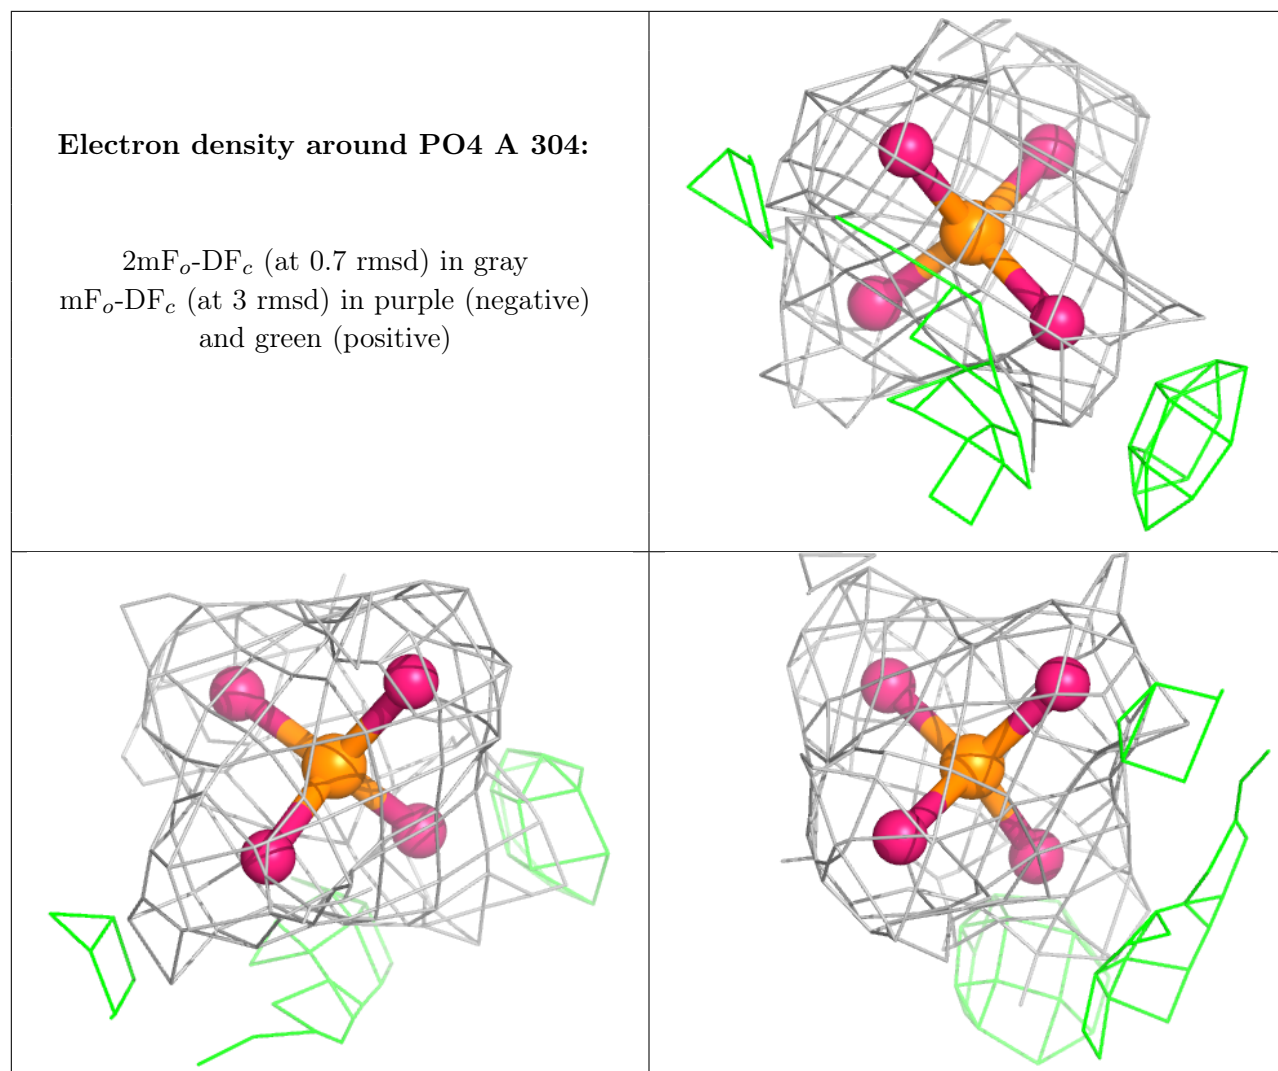 Electron density around PO4 A 304:
2mFₒ-DF𝒸 (at 0.7 rmsd) in gray
mFₒ-DF𝒸 (at 3 rmsd) in purple (negative)
and green (positive)